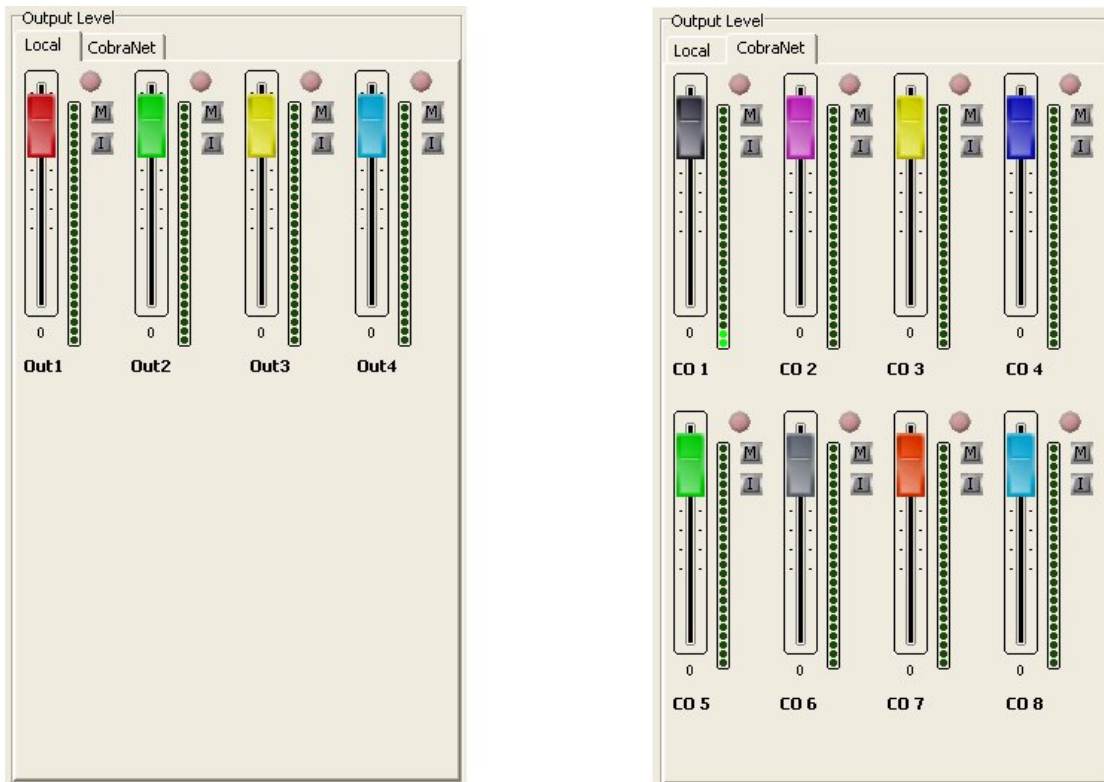 Output Level
Local CobraNet
M M M M
I I I I
0 0 0 0
Out1 Out2 Out3 Out4
Output Level
Local CobraNet
M M M M
I I I I
0 0 0 0
CO 1 CO 2 CO 3 CO 4
M M M M
I I I I
0 0 0 0
CO 5 CO 6 CO 7 CO 8